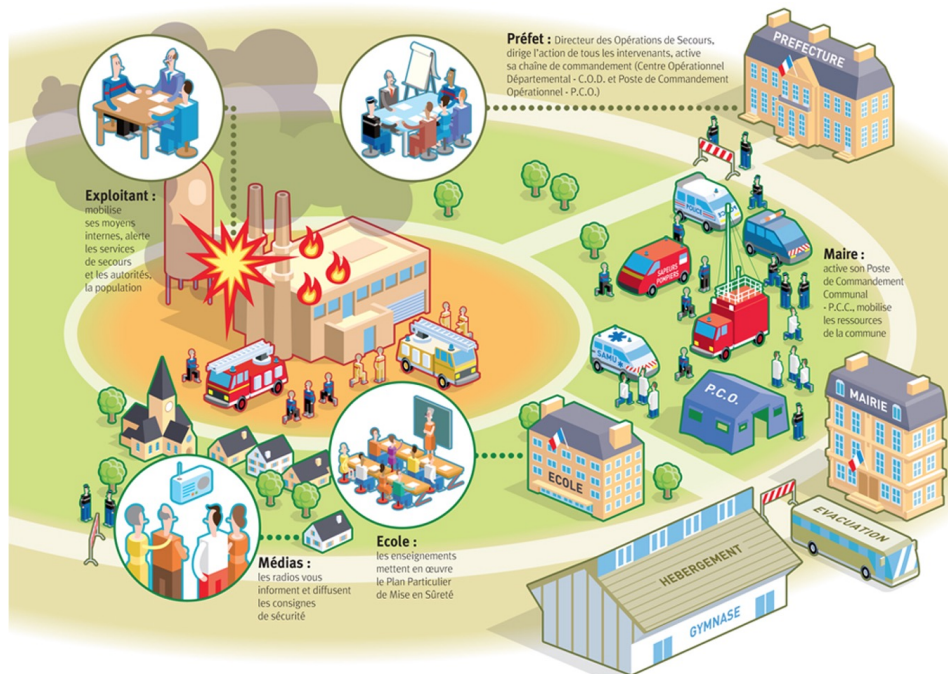 Préfet : Directeur des Opérations de Secours,
dirige l'action de tous les intervenants, active
sa chaîne de commandement (Centre Opérationnel
Départemental - C.O.D. et Poste de Commandement
Opérationnel - P.C.O.)
PREFECTURE
Exploitant :
mobilise
ses moyens
internes, alerte
les services
de secours
et les autorités,
la population
POLICE
SAPEURS
POMPIERS
Maire :
active son Poste
de Commandement
Communal
- P.C.C., mobilise
les ressources
de la commune
SAMU
P.C.O.
MAIRIE
ECOLE
EVACUATION
HEBERGEMENT
GYMNASE
Ecole :
les enseignements
mettent en œuvre
le Plan Particulier
de Mise en Sûreté
Médias :
les radios vous
informent et diffusent
les consignes
de sécurité